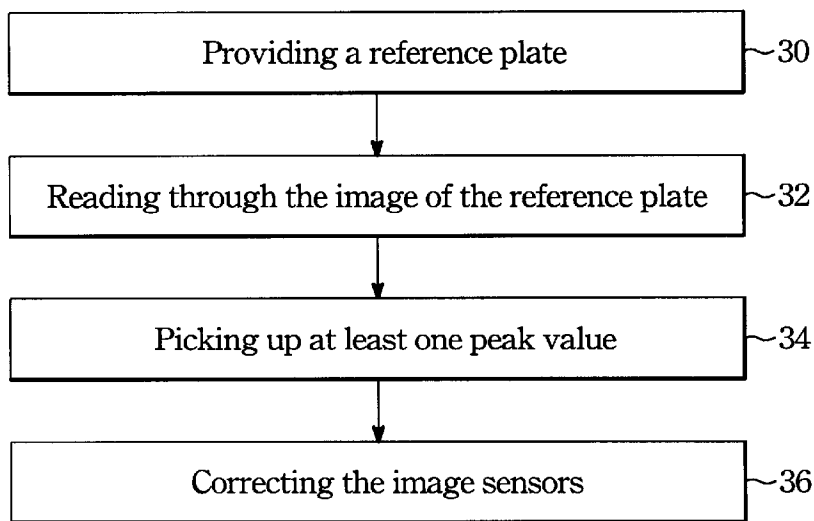 Providing a reference plate 30
Reading through the image of the reference plate 32
Picking up at least one peak value 34
Correcting the image sensors 36